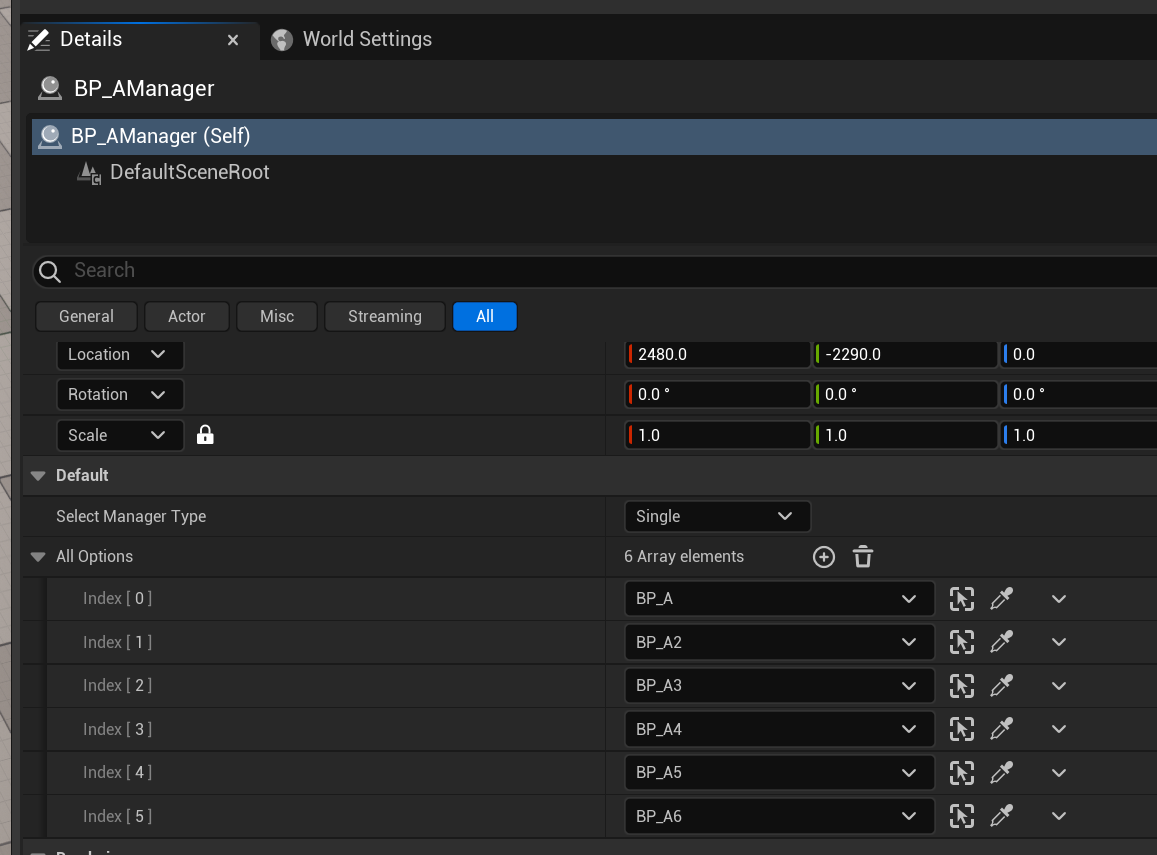 Details
World Settings
BP_AManager
BP_AManager (Self)
DefaultSceneRoot
Search
General Actor Misc Streaming All
Location 2480.0 -2290.0 0.0
Rotation 0.0 ° 0.0 ° 0.0 °
Scale 1.0 1.0 1.0
Default
Select Manager Type Single
All Options 6 Array elements
Index [ 0 ] BP_A
Index [ 1 ] BP_A2
Index [ 2 ] BP_A3
Index [ 3 ] BP_A4
Index [ 4 ] BP_A5
Index [ 5 ] BP_A6